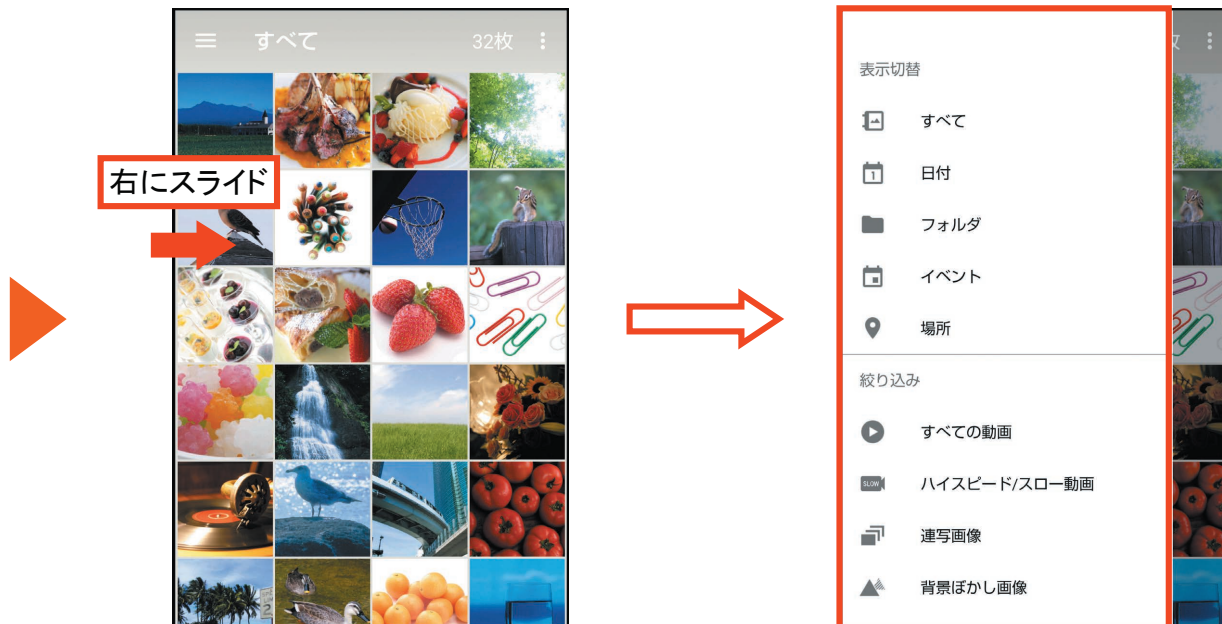 すべて 32枚
右にスライド
枚
表示切替
すべて
1 日付
フォルダ
イベント
場所
絞り込み
すべての動画
SLOW ハイスピード/スロー動画
連写画像
背景ぼかし画像